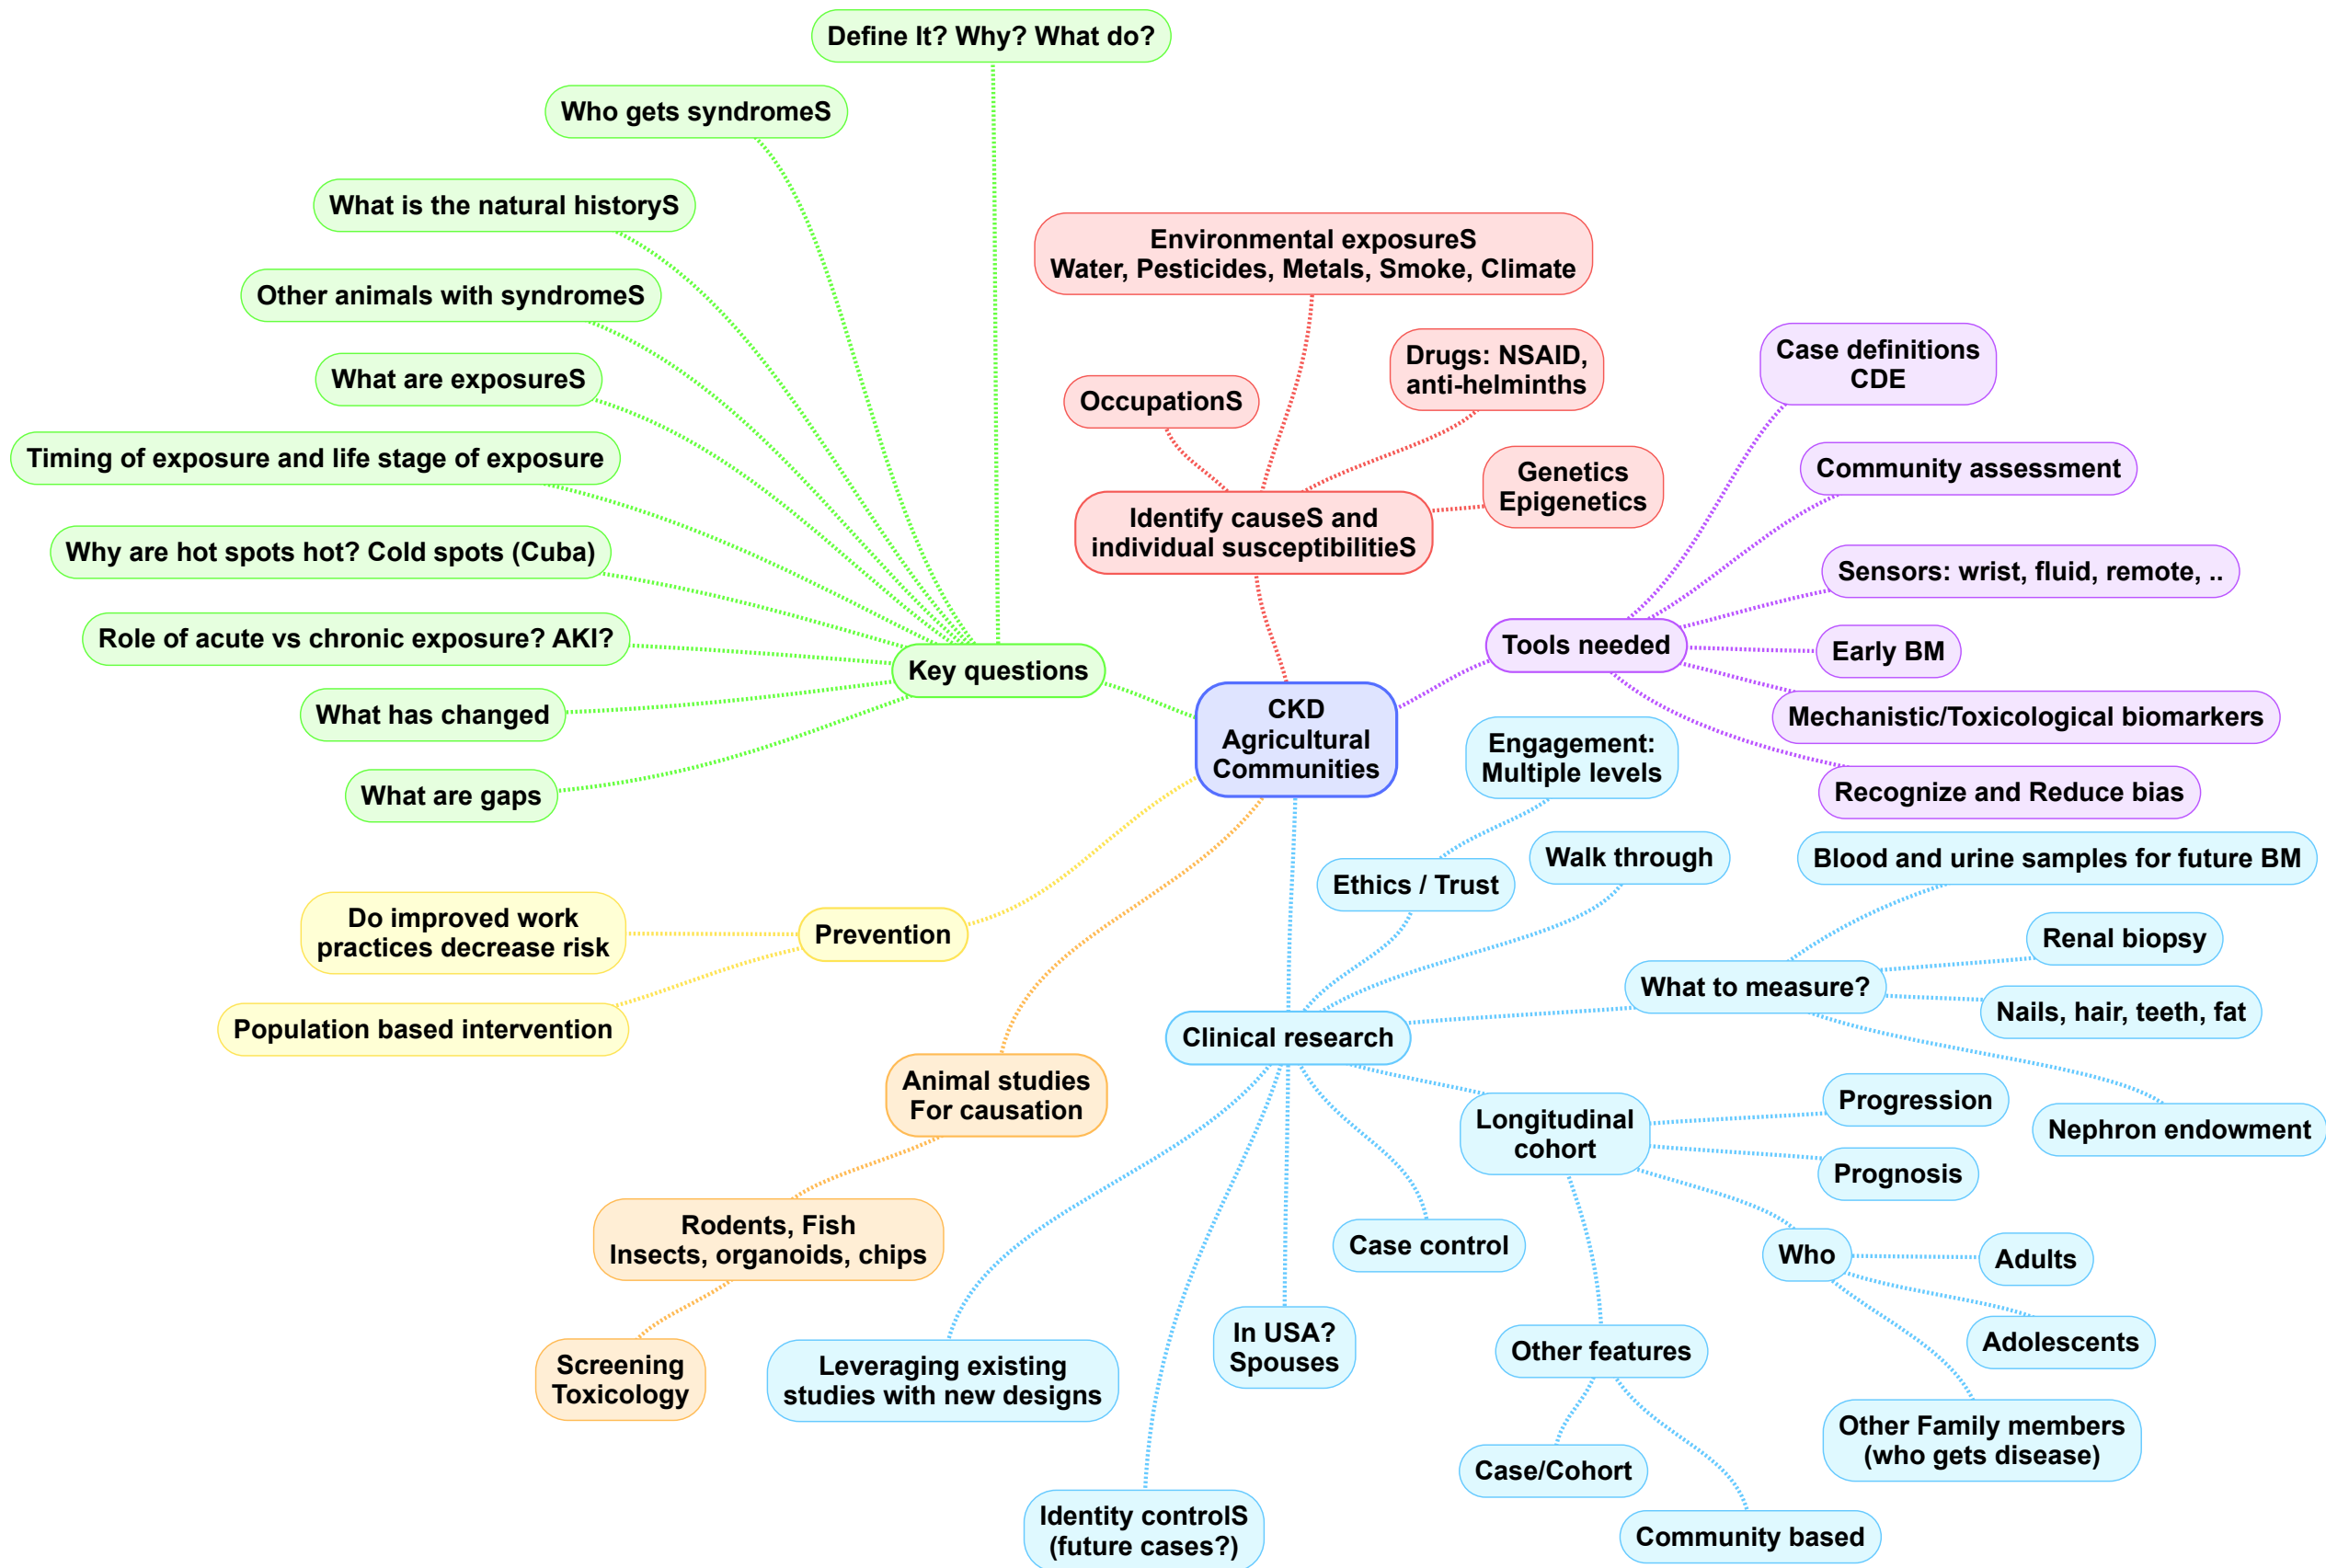 Define It? Why? What do?
Who gets syndromeS
What is the natural historyS
Other animals with syndromeS
What are exposureS
Timing of exposure and life stage of exposure
Why are hot spots hot? Cold spots (Cuba)
Role of acute vs chronic exposure? AKI?
What has changed
What are gaps
Key questions
Environmental exposureS
Water, Pesticides, Metals, Smoke, Climate
OccupationS
Drugs: NSAID,
anti-helminths
Genetics
Epigenetics
Identify causeS and
individual susceptibilitieS
Case definitions
CDE
Community assessment
Sensors: wrist, fluid, remote, ..
Tools needed
Early BM
Mechanistic/Toxicological biomarkers
Recognize and Reduce bias
CKD
Agricultural
Communities
Engagement:
Multiple levels
Ethics / Trust
Walk through
Blood and urine samples for future BM
Renal biopsy
What to measure?
Nails, hair, teeth, fat
Nephron endowment
Clinical research
Prevention
Do improved work
practices decrease risk
Population based intervention
Animal studies
For causation
Rodents, Fish
Insects, organoids, chips
Screening
Toxicology
Leveraging existing
studies with new designs
Identity controlS
(future cases?)
In USA?
Spouses
Case control
Longitudinal
cohort
Progression
Prognosis
Who
Adults
Adolescents
Other Family members
(who gets disease)
Other features
Case/Cohort
Community based